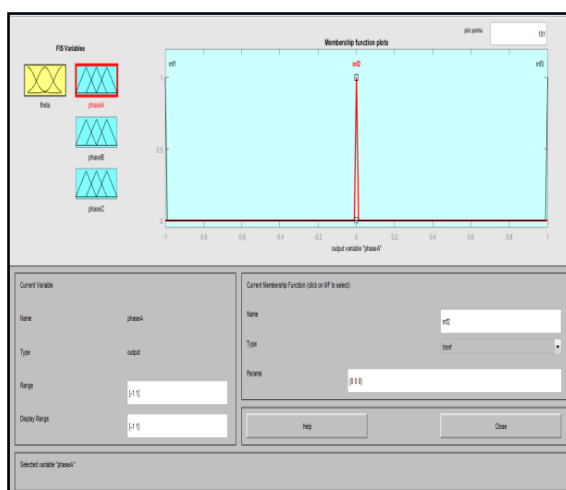 plot points:
181
FIS Variables
Membership function plots
theta
phaseA
phaseB
phaseC
mf1
mf2
mf3
1
0.5
0
-1
-0.8
-0.6
-0.4
-0.2
0
0.2
0.4
0.6
0.8
1
output variable "phaseA"
Current Variable
Name
phaseA
Type
output
Range
[-1 1]
Display Range
[-1 1]
Current Membership Function (click on MF to select)
Name
mf2
Type
trimf
Params
[0 0 0]
Help
Close
Selected variable "phaseA"